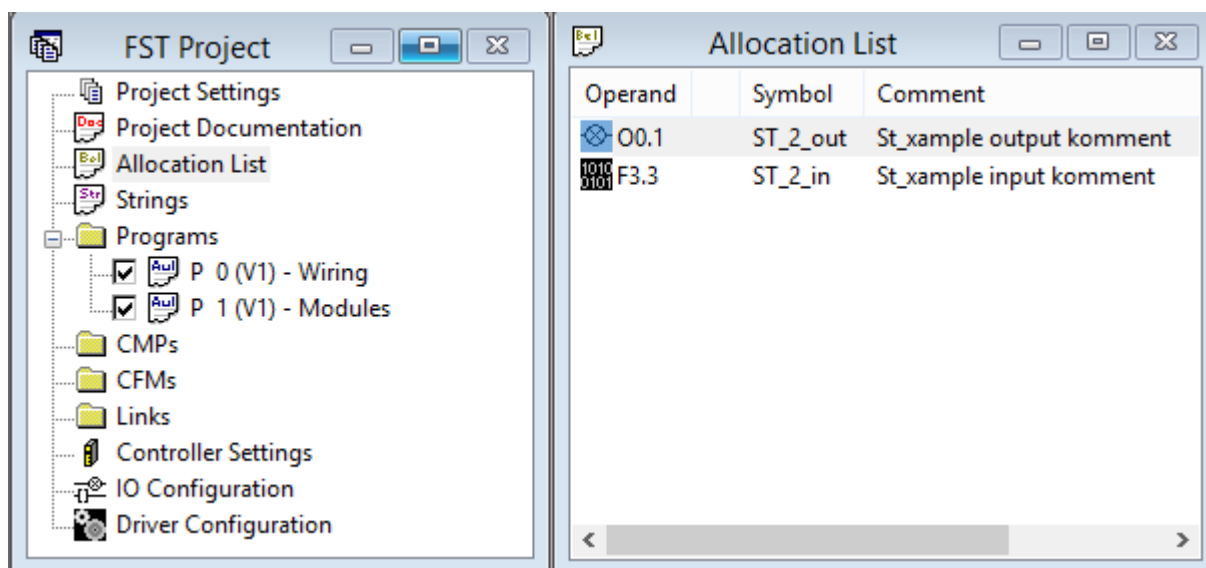 FST Project
Project Settings
Project Documentation
Allocation List
Strings
Programs
P 0 (V1) - Wiring
P 1 (V1) - Modules
CMPs
CFMs
Links
Controller Settings
IO Configuration
Driver Configuration
Allocation List
Operand Symbol Comment
O0.1 ST_2_out St_xample output komment
F3.3 ST_2_in St_xample input komment